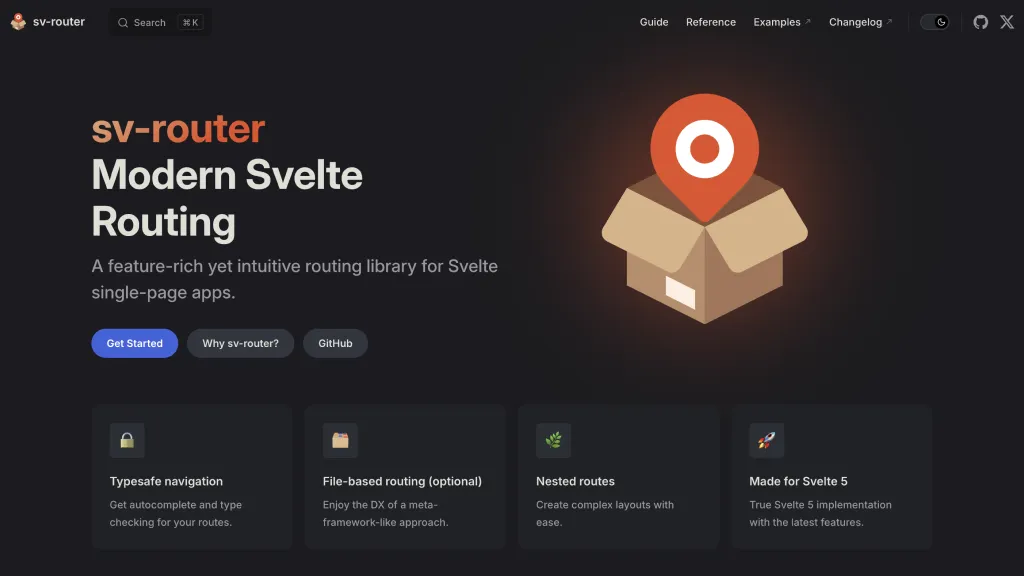 sv-router
Search ⌘ K
Guide
Reference
Examples ↗
Changelog ↗
sv-router
Modern Svelte
Routing
A feature-rich yet intuitive routing library for Svelte
single-page apps.
Get Started
Why sv-router?
GitHub
Typesafe navigation
Get autocomplete and type
checking for your routes.
File-based routing (optional)
Enjoy the DX of a meta-
framework-like approach.
Nested routes
Create complex layouts with
ease.
Made for Svelte 5
True Svelte 5 implementation
with the latest features.